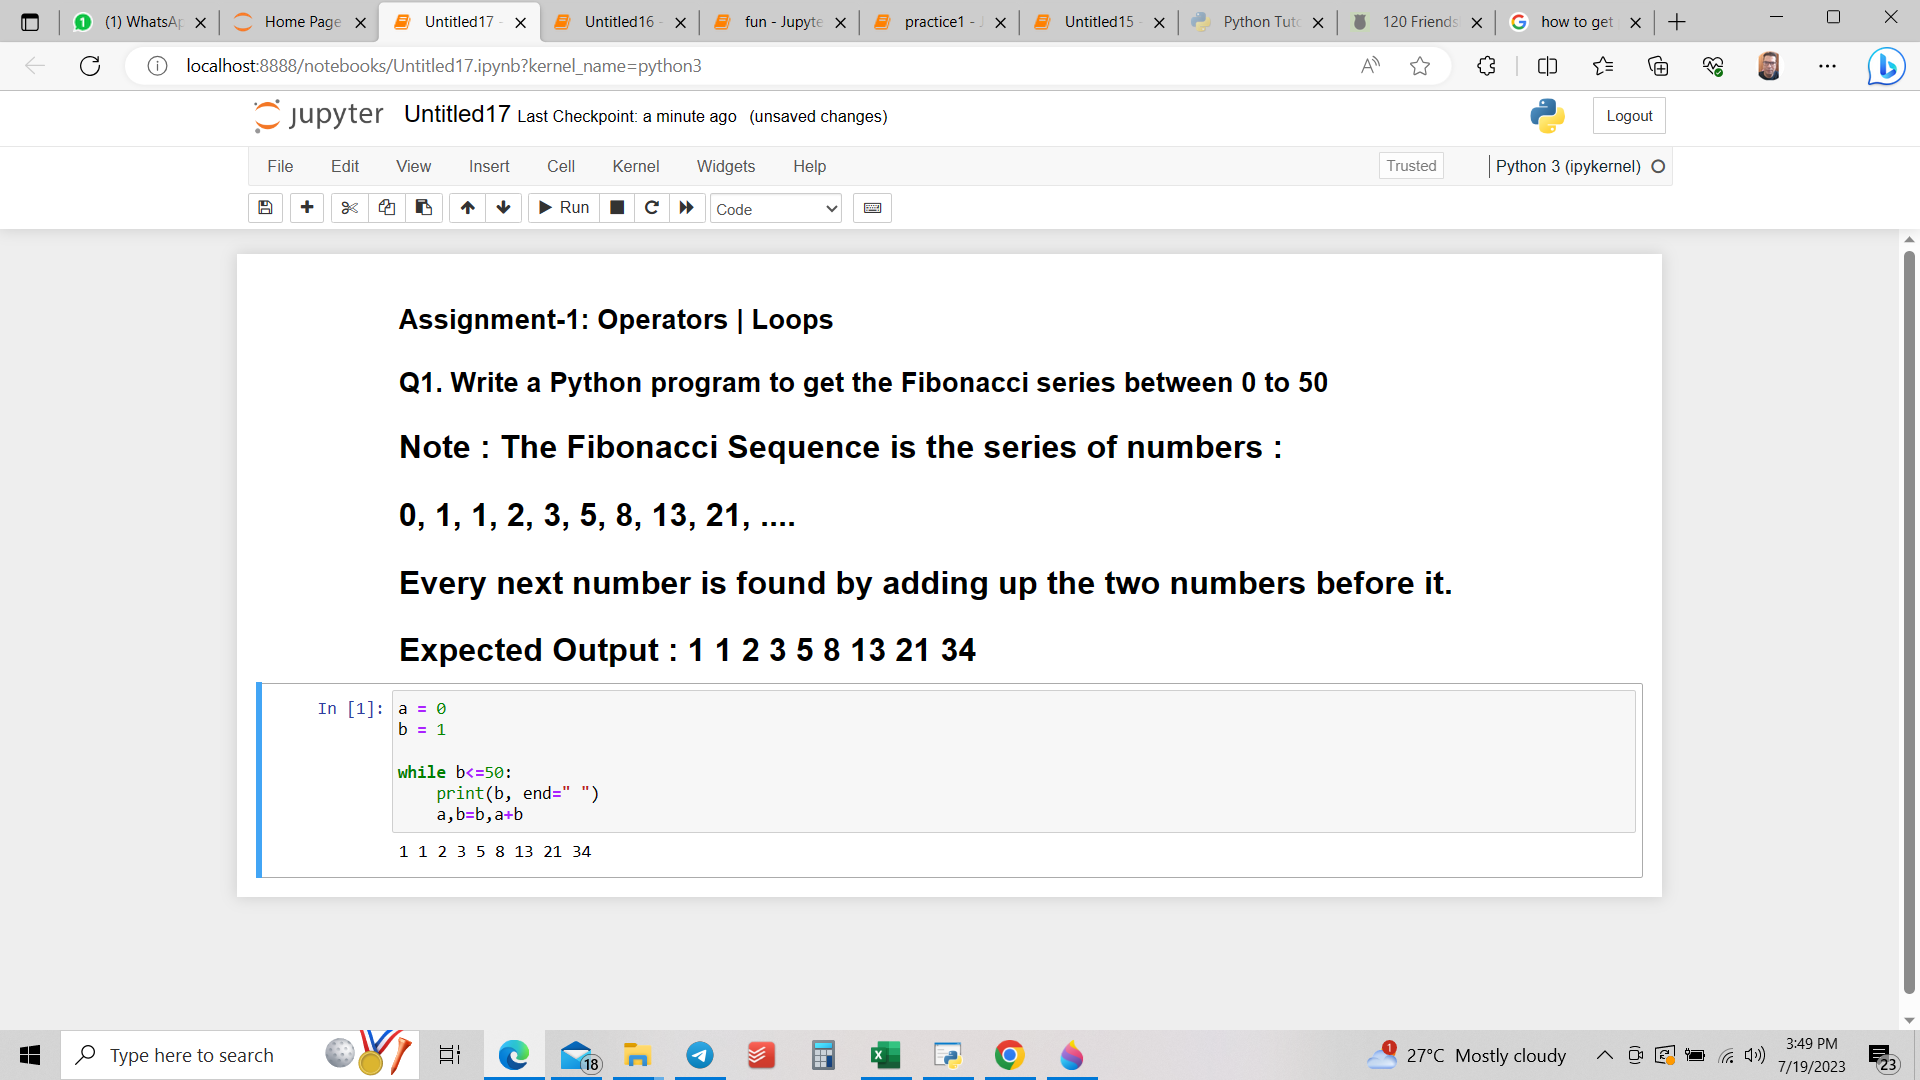 (1) WhatsAp
Home Page
Untitled17 -
Untitled16 -
fun - Jupyte
practice1 - J
Untitled15 -
Python Tuto
120 Friends
how to get
localhost:8888/notebooks/Untitled17.ipynb?kernel_name=python3
jupyter Untitled17 Last Checkpoint: a minute ago (unsaved changes)
Logout
File Edit View Insert Cell Kernel Widgets Help
Trusted
Python 3 (ipykernel)
Run
Code
Assignment-1: Operators | Loops
Q1. Write a Python program to get the Fibonacci series between 0 to 50
Note : The Fibonacci Sequence is the series of numbers :
0, 1, 1, 2, 3, 5, 8, 13, 21, ....
Every next number is found by adding up the two numbers before it.
Expected Output : 1 1 2 3 5 8 13 21 34
In [1]:
a = 0
b = 1
while b<=50:
    print(b, end=" ")
    a,b=b,a+b
1 1 2 3 5 8 13 21 34
Type here to search
18
1
27°C Mostly cloudy
3:49 PM
7/19/2023
23